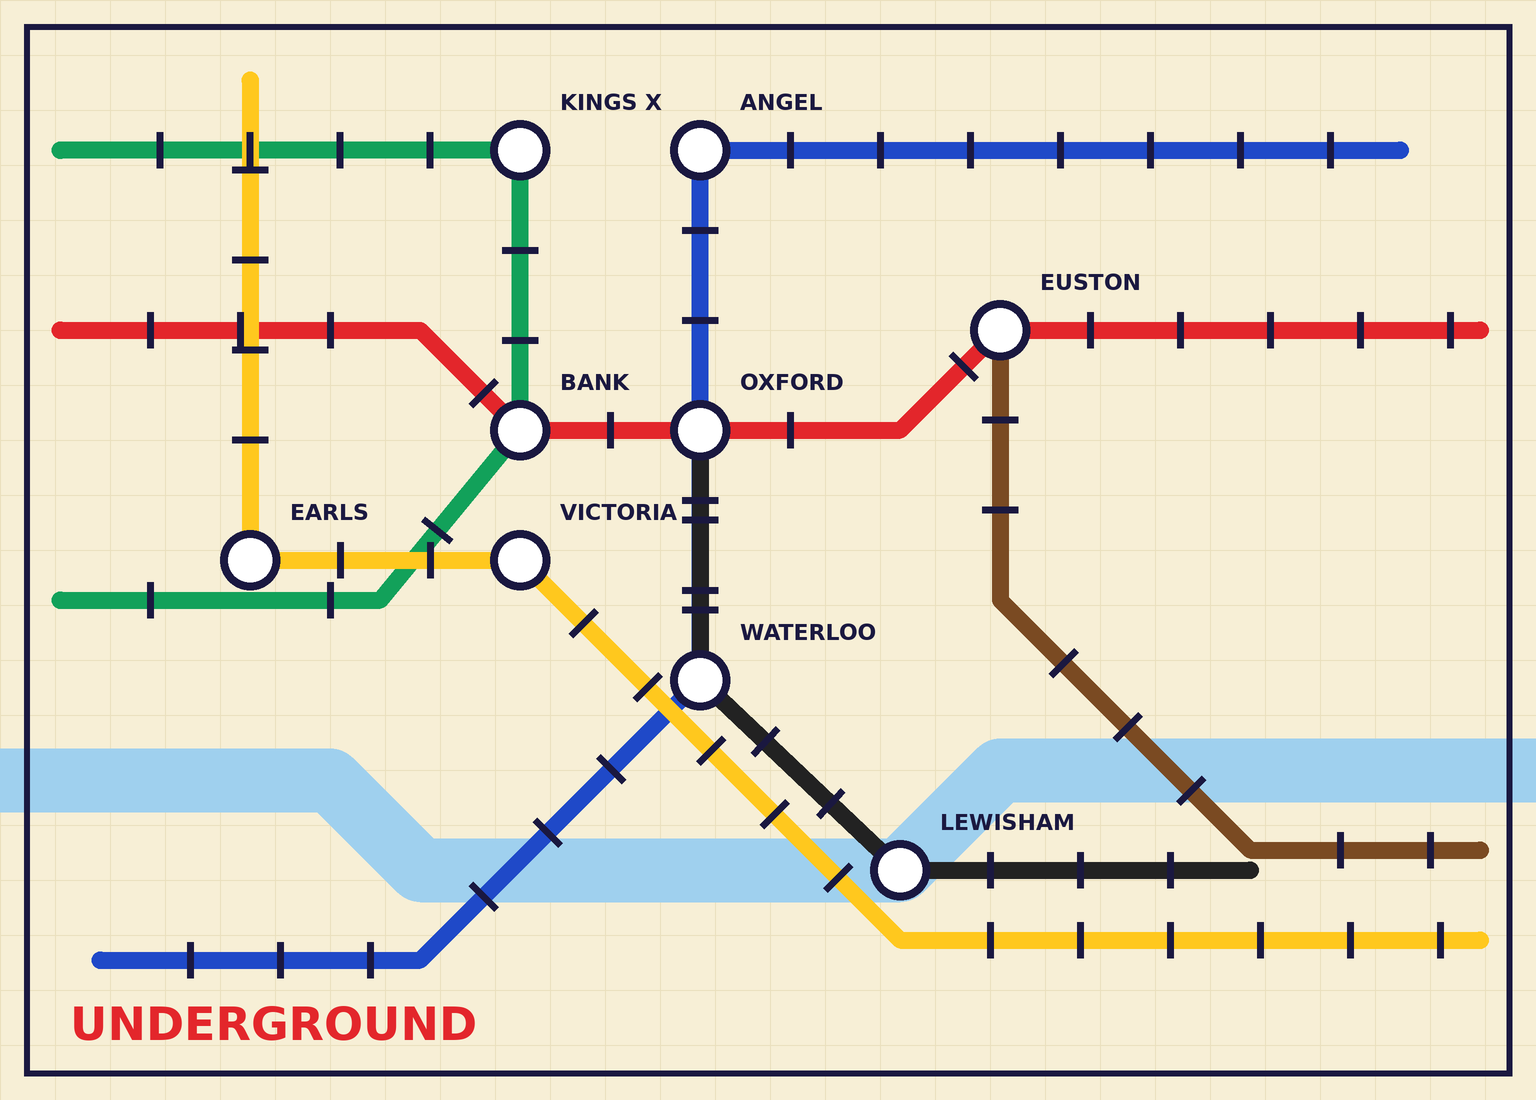 KINGS X
ANGEL
EUSTON
BANK
OXFORD
EARLS
VICTORIA
WATERLOO
LEWISHAM
UNDERGROUND